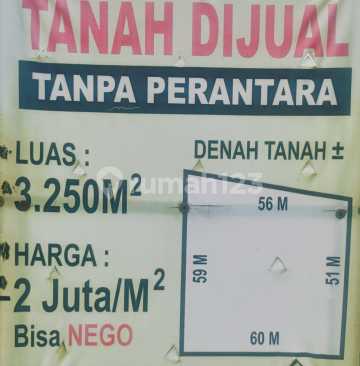 TANAH DIJUAL
TANPA PERANTARA
LUAS :
3.250M²
HARGA :
2 Juta/M²
Bisa NEGO
DENAH TANAH ±
56 M
59 M
51 M
60 M
rumah123